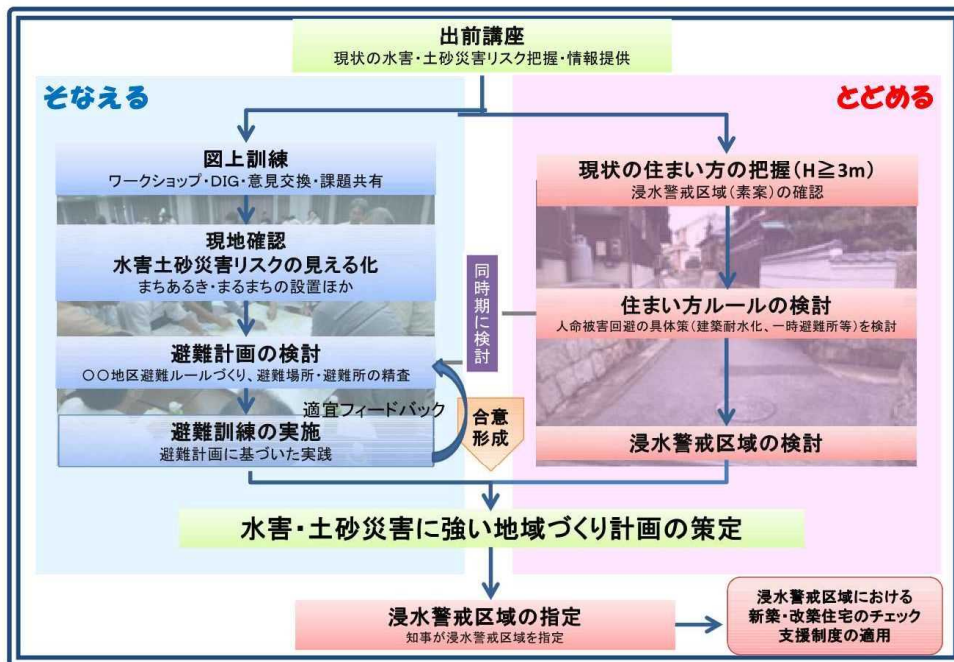 出前講座
現状の水害・土砂災害リスク把握・情報提供
そなえる
とどめる
図上訓練
ワークショップ・DIG・意見交換・課題共有
現地確認
水害土砂災害リスクの見える化
まちあるき・まるまちの設置ほか
避難計画の検討
〇〇地区避難ルールづくり、避難場所・避難所の精査
適宜フィードバック
避難訓練の実施
避難計画に基づいた実践
同時期に検討
合意
形成
現状の住まい方の把握(H≧3m)
浸水警戒区域(素案)の確認
住まい方ルールの検討
人命被害回避の具体策(建築耐水化、一時避難所等)を検討
浸水警戒区域の検討
水害・土砂災害に強い地域づくり計画の策定
浸水警戒区域の指定
知事が浸水警戒区域を指定
浸水警戒区域における
新築・改築住宅のチェック
支援制度の適用